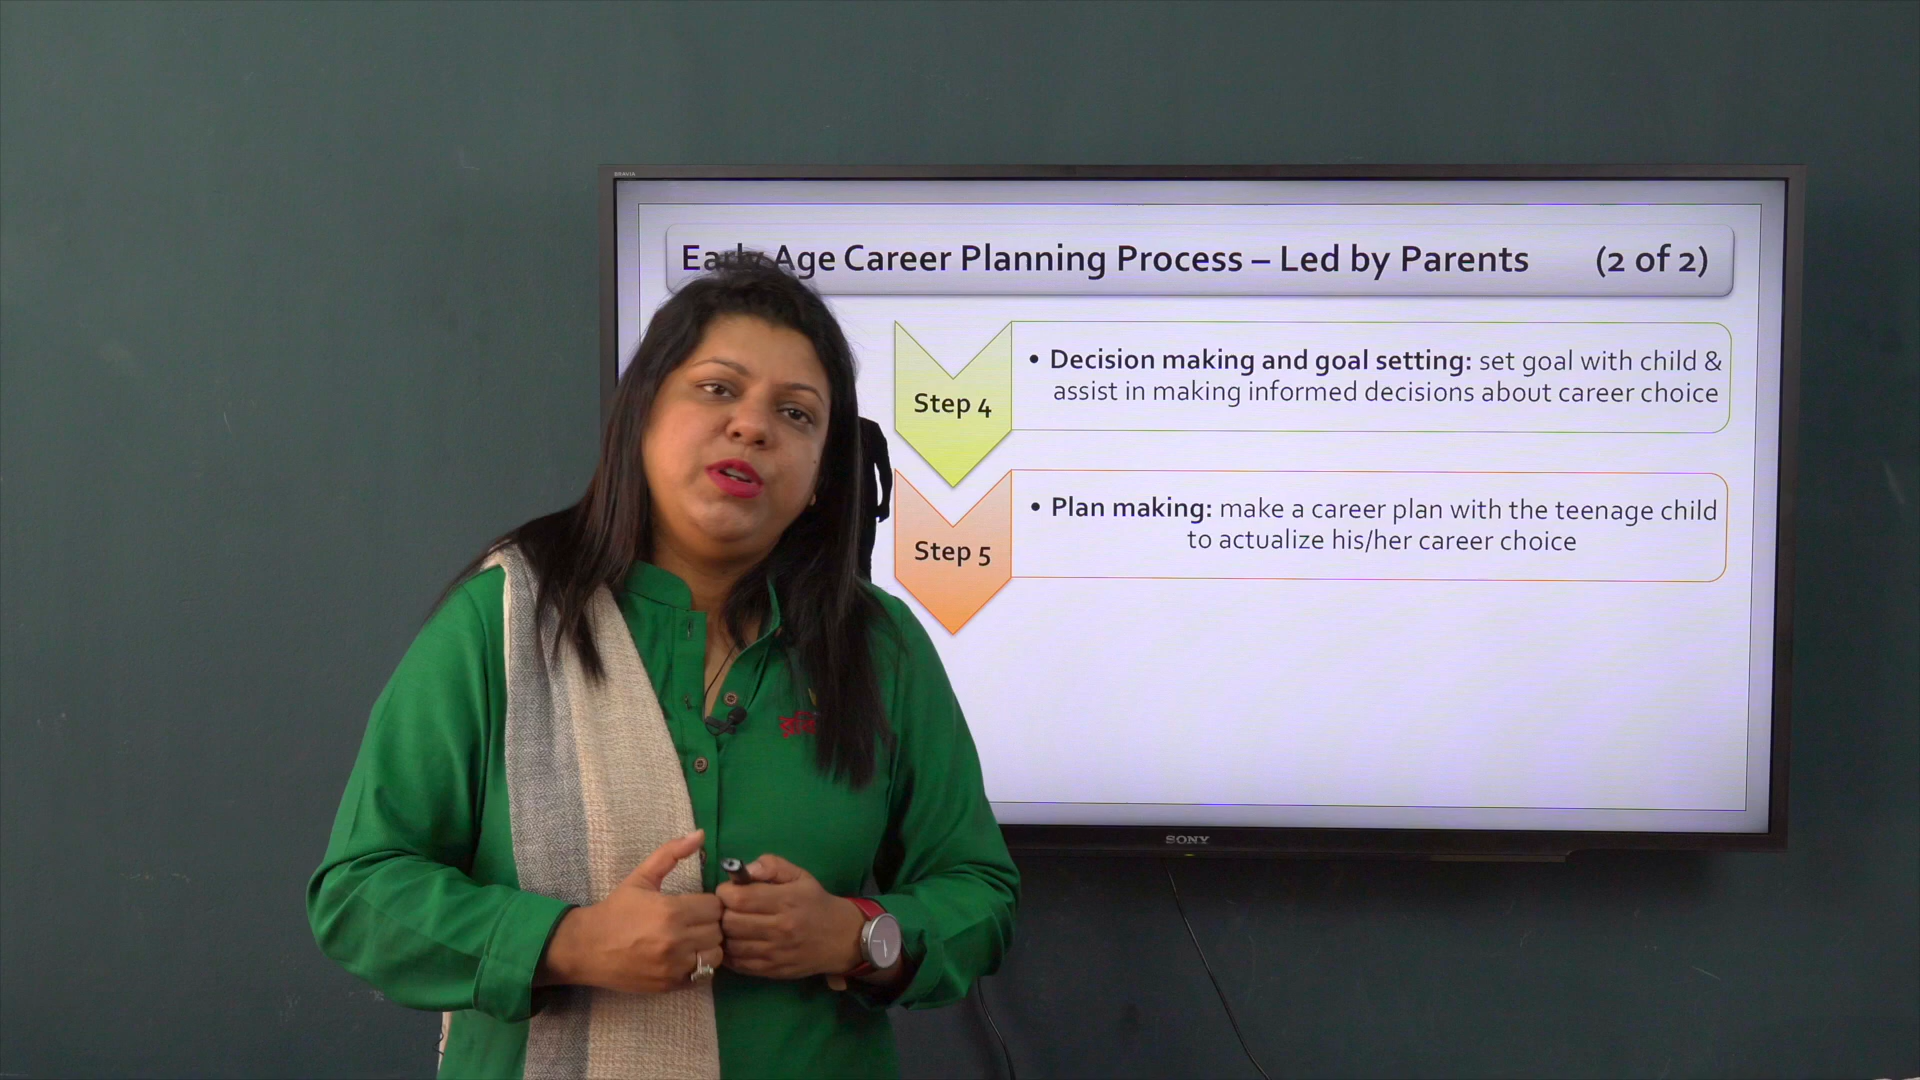 BRAVIA
Early Age Career Planning Process – Led by Parents (2 of 2)
Step 4
• Decision making and goal setting: set goal with child &
assist in making informed decisions about career choice
Step 5
• Plan making: make a career plan with the teenage child
to actualize his/her career choice
SONY